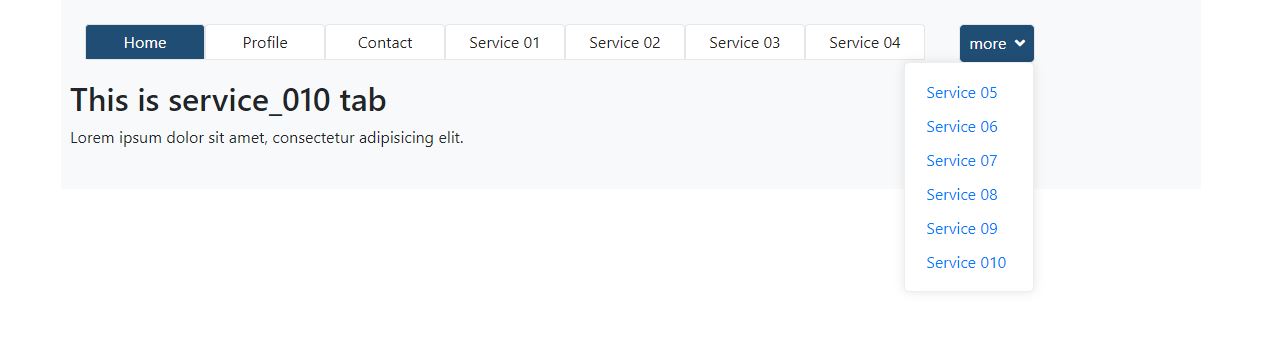 Home Profile Contact Service 01 Service 02 Service 03 Service 04 more
This is service_010 tab
Lorem ipsum dolor sit amet, consectetur adipisicing elit.
Service 05
Service 06
Service 07
Service 08
Service 09
Service 010